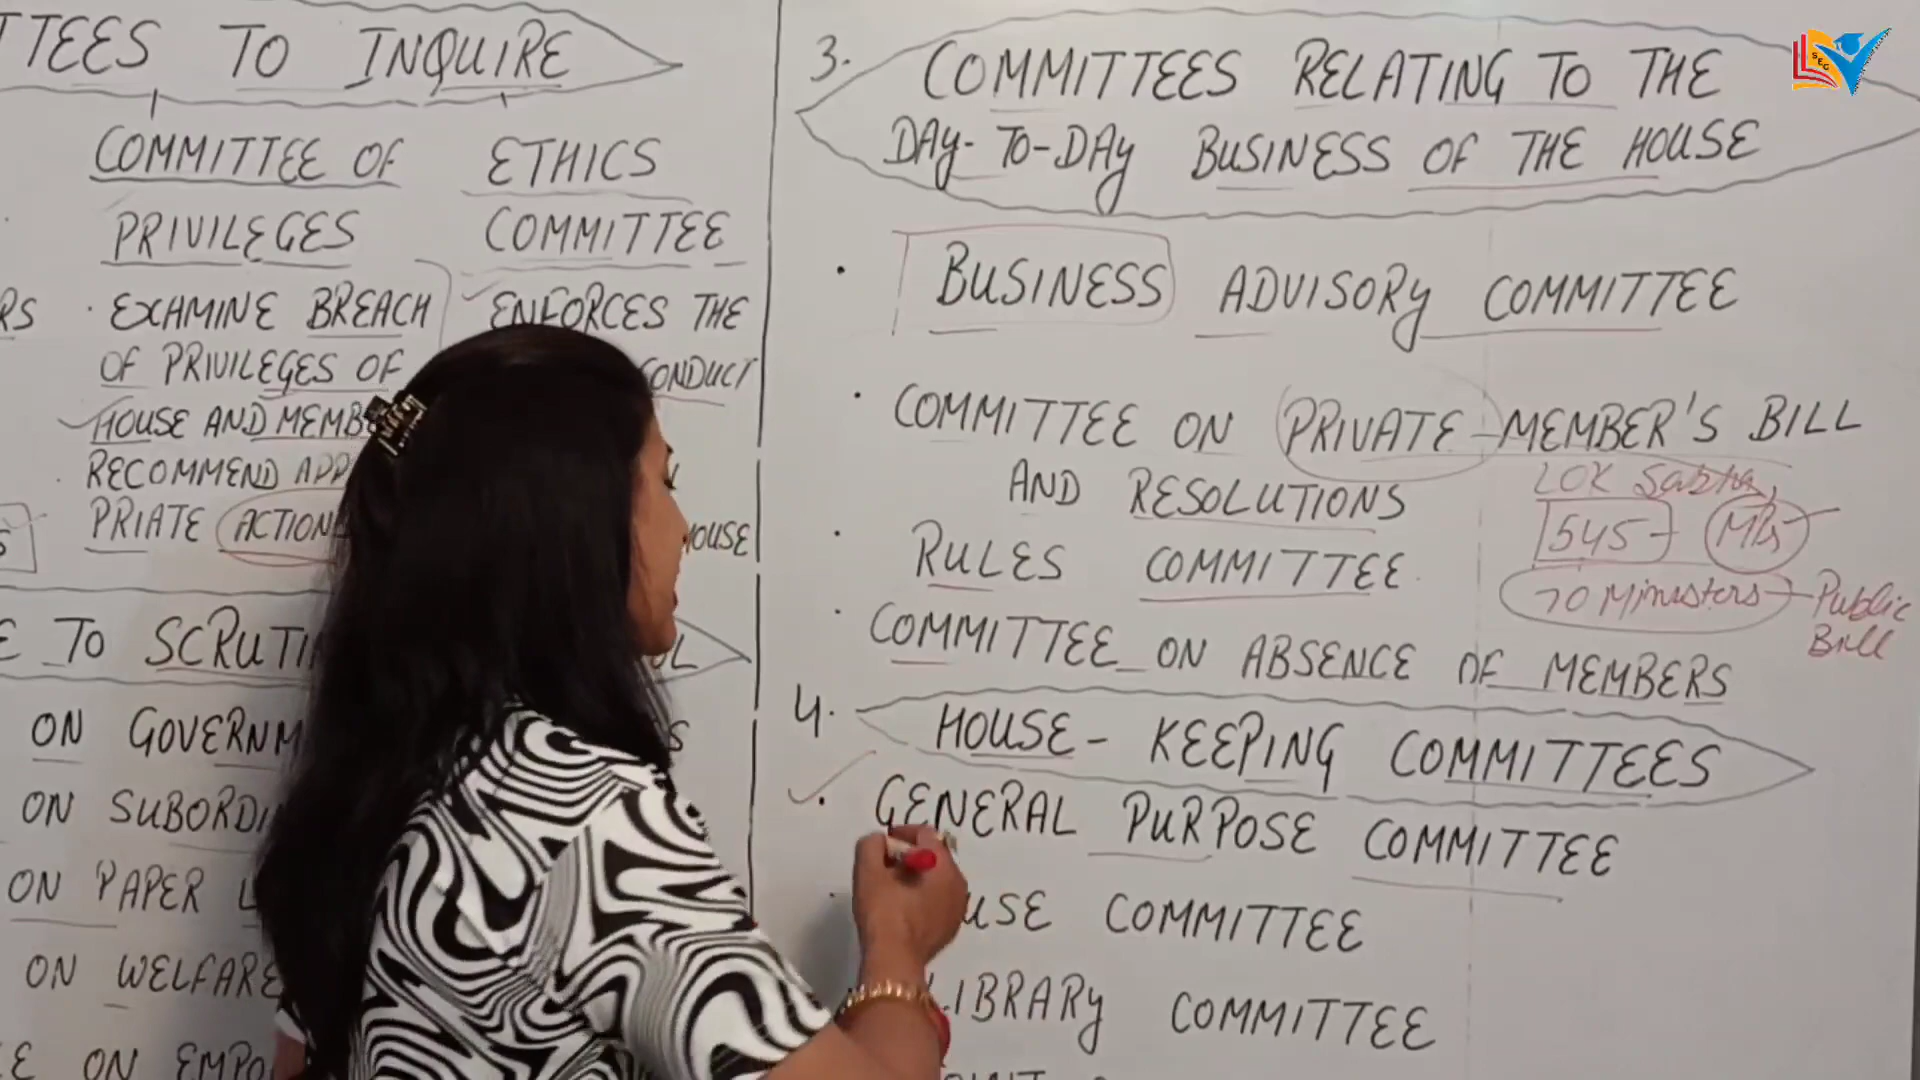 TTEES TO INQUIRE
COMMITTEE OF
PRIVILEGES
· EXAMINE BREACH
OF PRIVILEGES OF
HOUSE AND MEMB
RECOMMEND APP
PRIATE ACTION
ETHICS
COMMITTEE
ENFORCES THE
CONDUCT
HOUSE
RS
S
E TO SCRUTI
OL
ON GOVERNM
S
ON SUBORDI
ON PAPER L
ON WELFARE
EE ON EMPO
3. COMMITTEES RELATING TO THE
DAY-TO-DAY BUSINESS OF THE HOUSE
· BUSINESS ADVISORY COMMITTEE
· COMMITTEE ON PRIVATE MEMBER'S BILL
AND RESOLUTIONS
LOK Sabha,
545 - MPs
70 Ministers - Public
Bill
· RULES COMMITTEE
· COMMITTEE ON ABSENCE OF MEMBERS
4. HOUSE-KEEPING COMMITTEES
· GENERAL PURPOSE COMMITTEE
USE COMMITTEE
LIBRARY COMMITTEE
SEC